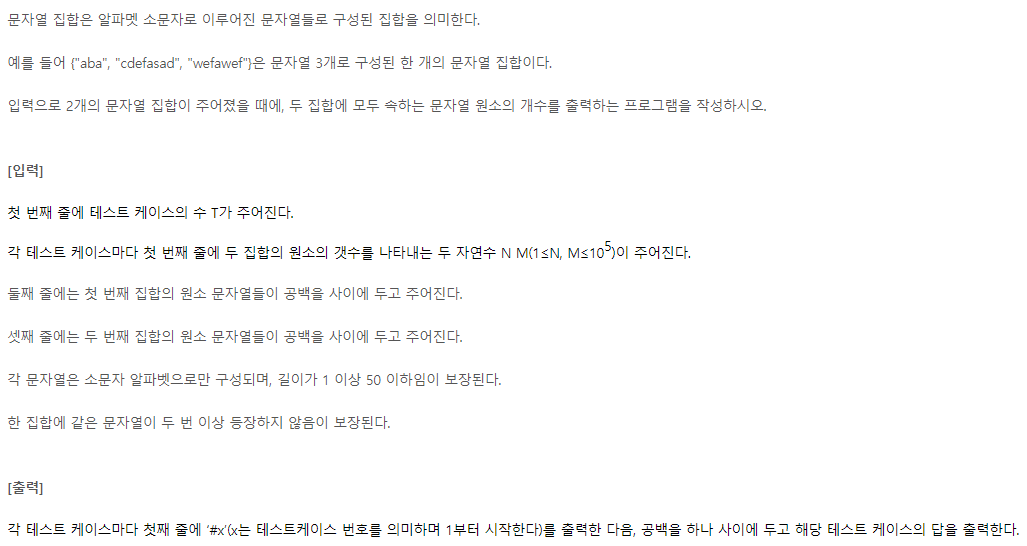 문자열 집합은 알파멧 소문자로 이루어진 문자열들로 구성된 집합을 의미한다.
예를 들어 {"aba", "cdefasad", "wefawef"}은 문자열 3개로 구성된 한 개의 문자열 집합이다.
입력으로 2개의 문자열 집합이 주어졌을 때에, 두 집합에 모두 속하는 문자열 원소의 개수를 출력하는 프로그램을 작성하시오.
[입력]
첫 번째 줄에 테스트 케이스의 수 T가 주어진다.
각 테스트 케이스마다 첫 번째 줄에 두 집합의 원소의 갯수를 나타내는 두 자연수 N M(1≤N, M≤10⁵)이 주어진다.
둘째 줄에는 첫 번째 집합의 원소 문자열들이 공백을 사이에 두고 주어진다.
셋째 줄에는 두 번째 집합의 원소 문자열들이 공백을 사이에 두고 주어진다.
각 문자열은 소문자 알파벳으로만 구성되며, 길이가 1 이상 50 이하임이 보장된다.
한 집합에 같은 문자열이 두 번 이상 등장하지 않음이 보장된다.
[출력]
각 테스트 케이스마다 첫째 줄에 ‘#x’(x는 테스트케이스 번호를 의미하며 1부터 시작한다)를 출력한 다음, 공백을 하나 사이에 두고 해당 테스트 케이스의 답을 출력한다.